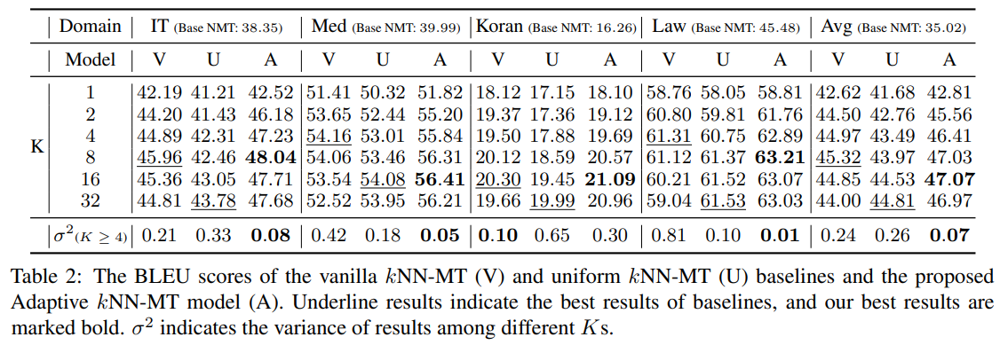 Domain IT (Base NMT: 38.35) Med (Base NMT: 39.99) Koran (Base NMT: 16.26) Law (Base NMT: 45.48) Avg (Base NMT: 35.02)
Model V U A V U A V U A V U A V U A
1 42.19 41.21 42.52 51.41 50.32 51.82 18.12 17.15 18.10 58.76 58.05 58.81 42.62 41.68 42.81
2 44.20 41.43 46.18 53.65 52.44 55.20 19.37 17.36 19.12 60.80 59.81 61.76 44.50 42.76 45.56
K 4 44.89 42.31 47.23 54.16 53.01 55.84 19.50 17.88 19.69 61.31 60.75 62.89 44.97 43.49 46.41
8 45.96 42.46 48.04 54.06 53.46 56.31 20.12 18.59 20.57 61.12 61.37 63.21 45.32 43.97 47.03
16 45.36 43.05 47.71 53.54 54.08 56.41 20.30 19.45 21.09 60.21 61.52 63.07 44.85 44.53 47.07
32 44.81 43.78 47.68 52.52 53.95 56.21 19.66 19.99 20.96 59.04 61.53 63.03 44.00 44.81 46.97
σ²(K ≥ 4) 0.21 0.33 0.08 0.42 0.18 0.05 0.10 0.65 0.30 0.81 0.10 0.01 0.24 0.26 0.07
Table 2: The BLEU scores of the vanilla kNN-MT (V) and uniform kNN-MT (U) baselines and the proposed
Adaptive kNN-MT model (A). Underline results indicate the best results of baselines, and our best results are
marked bold. σ² indicates the variance of results among different Ks.